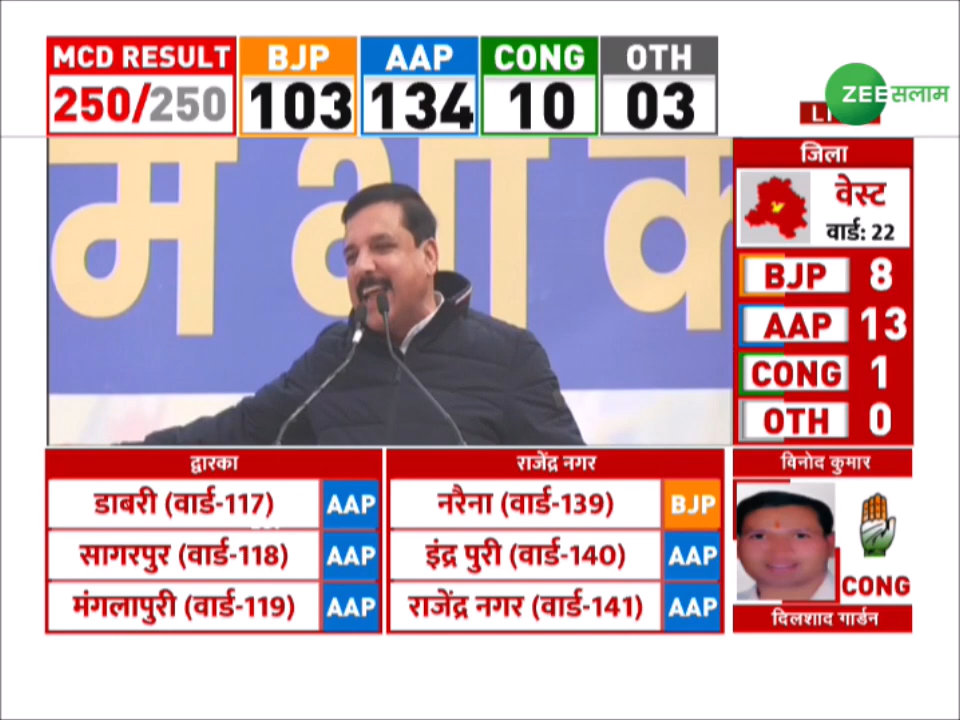 MCD RESULT
250/250
BJP
103
AAP
134
CONG
10
OTH
03
ZEE सलाम
जिला
वेस्ट
वार्ड: 22
BJP 8
AAP 13
CONG 1
OTH 0
द्वारका
डाबरी (वार्ड-117) AAP
सागरपुर (वार्ड-118) AAP
मंगलापुरी (वार्ड-119) AAP
राजेंद्र नगर
नरैना (वार्ड-139) BJP
इंद्र पुरी (वार्ड-140) AAP
राजेंद्र नगर (वार्ड-141) AAP
विनोद कुमार
CONG
दिलशाद गार्डन